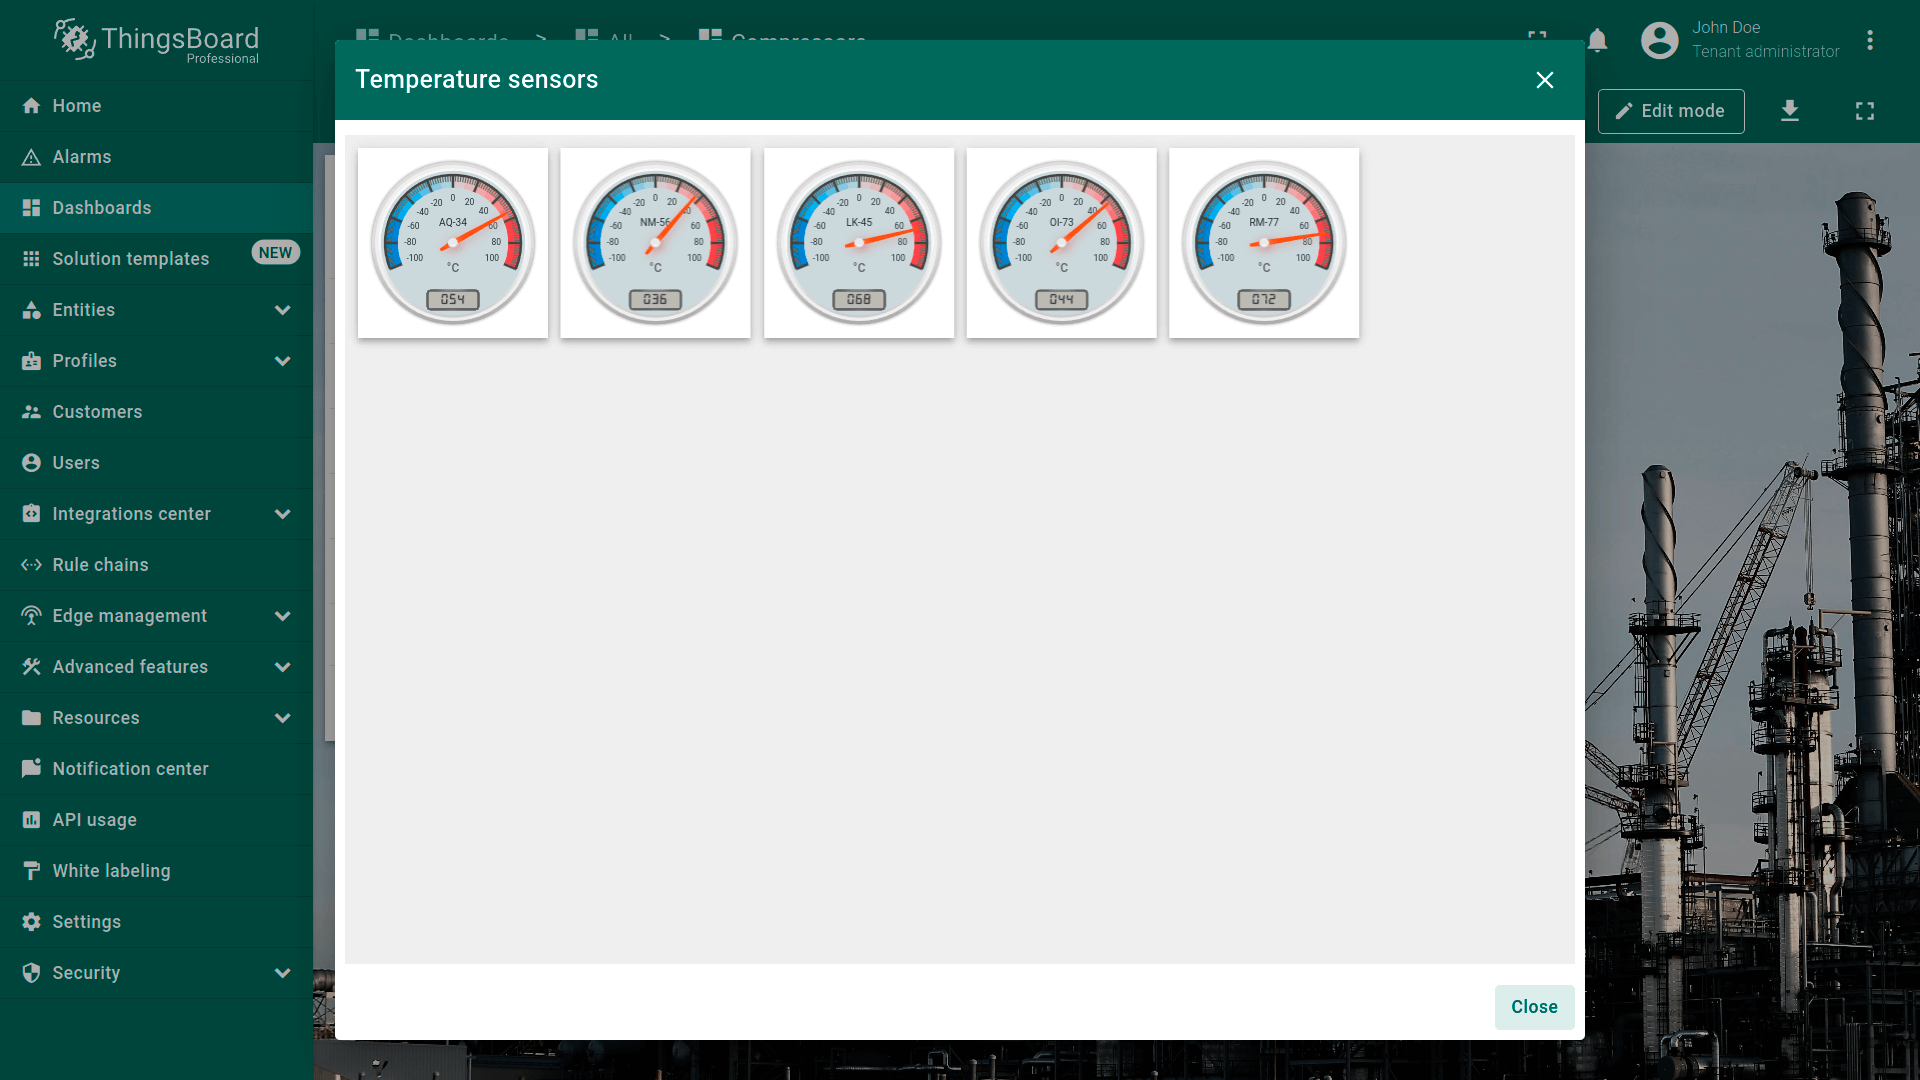 ThingsBoard
Professional
Home
Alarms
Dashboards
Solution templates
NEW
Entities
Profiles
Customers
Users
Integrations center
Rule chains
Edge management
Advanced features
Resources
Notification center
API usage
White labeling
Settings
Security
Dashboards > All > Compressors
John Doe
Tenant administrator
Edit mode
Temperature sensors
-100 -80 -60 -40 -20 0 20 40 60 80 100
AQ-34
°C
054
-100 -80 -60 -40 -20 0 20 40 60 80 100
NM-56
°C
036
-100 -80 -60 -40 -20 0 20 40 60 80 100
LK-45
°C
068
-100 -80 -60 -40 -20 0 20 40 60 80 100
OI-73
°C
044
-100 -80 -60 -40 -20 0 20 40 60 80 100
RM-77
°C
072
Close